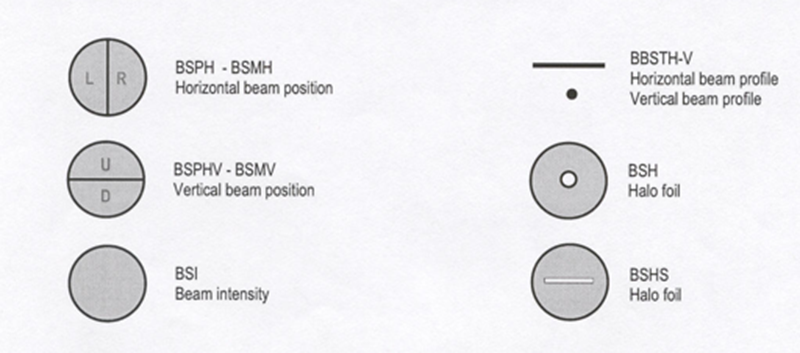 L R
BSPH - BSMH
Horizontal beam position
U
D
BSPHV - BSMV
Vertical beam position
BSI
Beam intensity
BBSTH-V
Horizontal beam profile
Vertical beam profile
BSH
Halo foil
BSHS
Halo foil